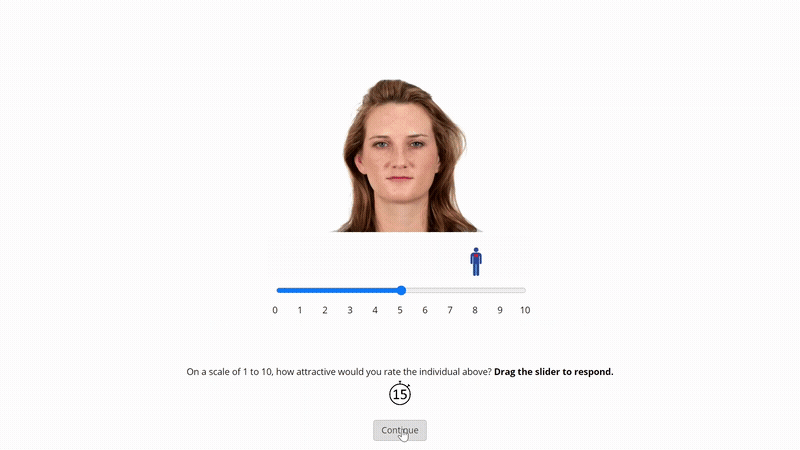 0 1 2 3 4 5 6 7 8 9 10
On a scale of 1 to 10, how attractive would you rate the individual above? Drag the slider to respond.
15
Continue